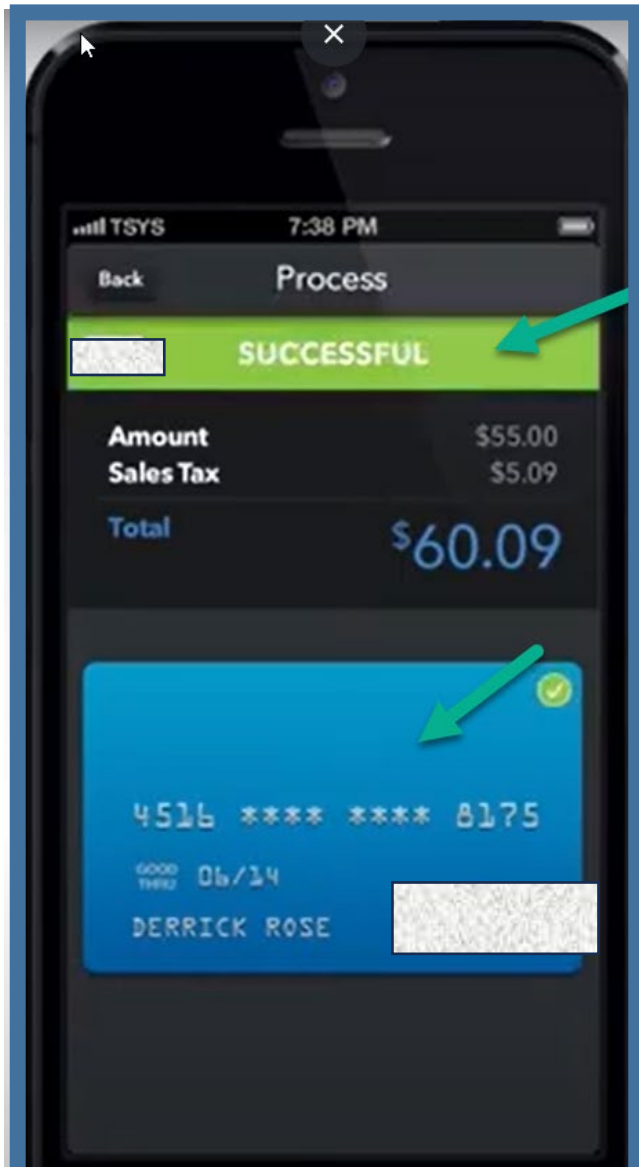 TSYS 7:38 PM
Back Process
SUCCESSFUL
Amount $55.00
Sales Tax $5.09
Total $60.09
4516 **** **** 8175
GOOD THRU 06/14
DERRICK ROSE